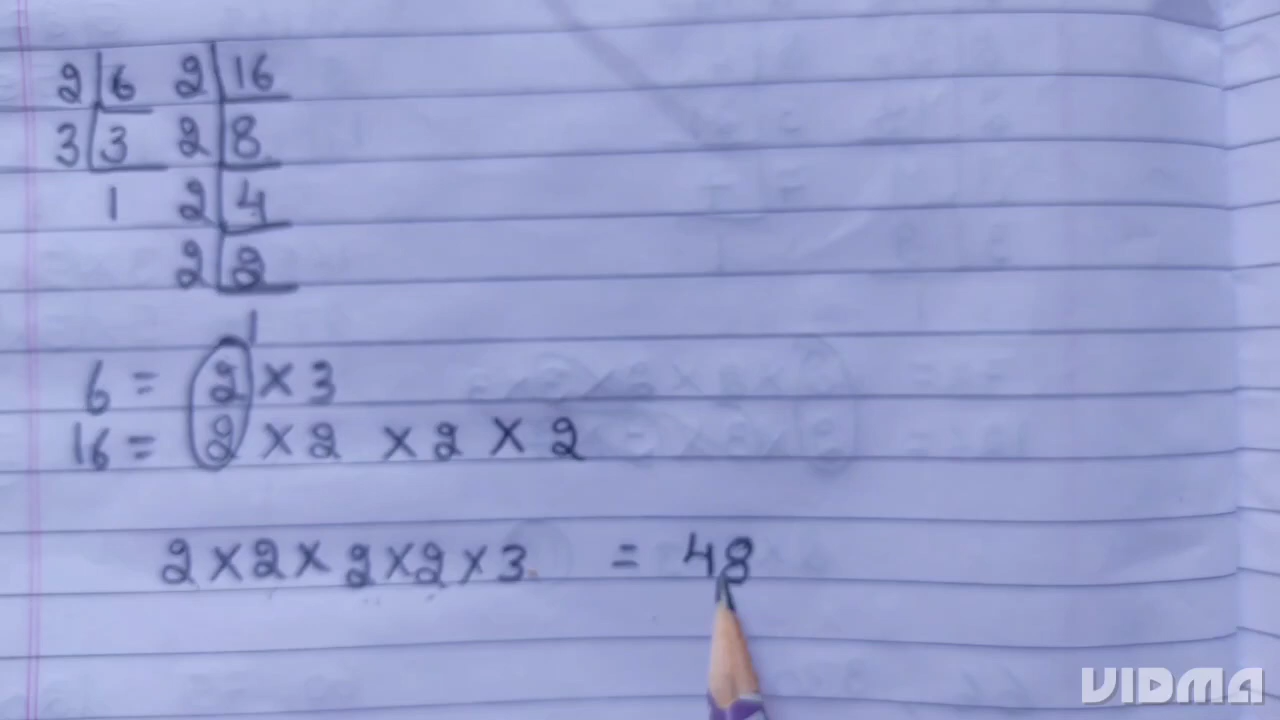 2 6 2 16
3 3 2 8
1 2 4
2 2
1
6 = 2 × 3
16 = 2 × 2 × 2 × 2
2 × 2 × 2 × 2 × 3 = 48
VIDMA